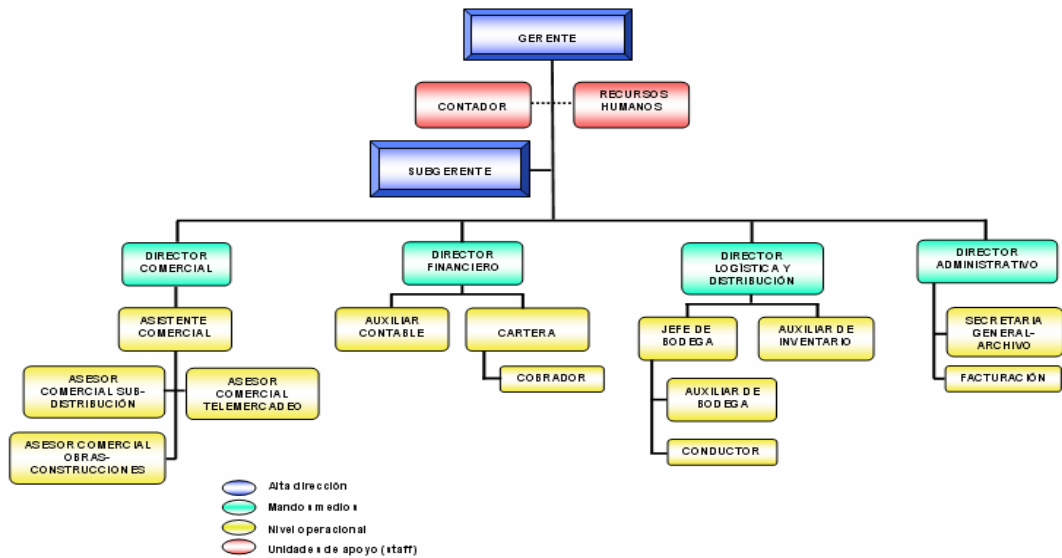 GERENTE
CONTADOR
RECURSOS
HUMANOS
SUBGERENTE
DIRECTOR
COMERCIAL
DIRECTOR
FINANCIERO
DIRECTOR
LOGÍSTICA Y
DISTRIBUCIÓN
DIRECTOR
ADMINISTRATIVO
ASISTENTE
COMERCIAL
AUXILIAR
CONTABLE
CARTERA
JEFE DE
BODEGA
AUXILIAR DE
INVENTARIO
SECRETARIA
GENERAL-
ARCHIVO
ASESOR
COMERCIAL SUB-
DISTRIBUCIÓN
ASESOR
COMERCIAL
TELEMERCADEO
COBRADOR
AUXILIAR DE
BODEGA
FACTURACIÓN
ASESOR COMERCIAL
OBRAS-
CONSTRUCCIONES
CONDUCTOR
Alta dirección
Mandos medios
Nivel operacional
Unidades de apoyo (staff)